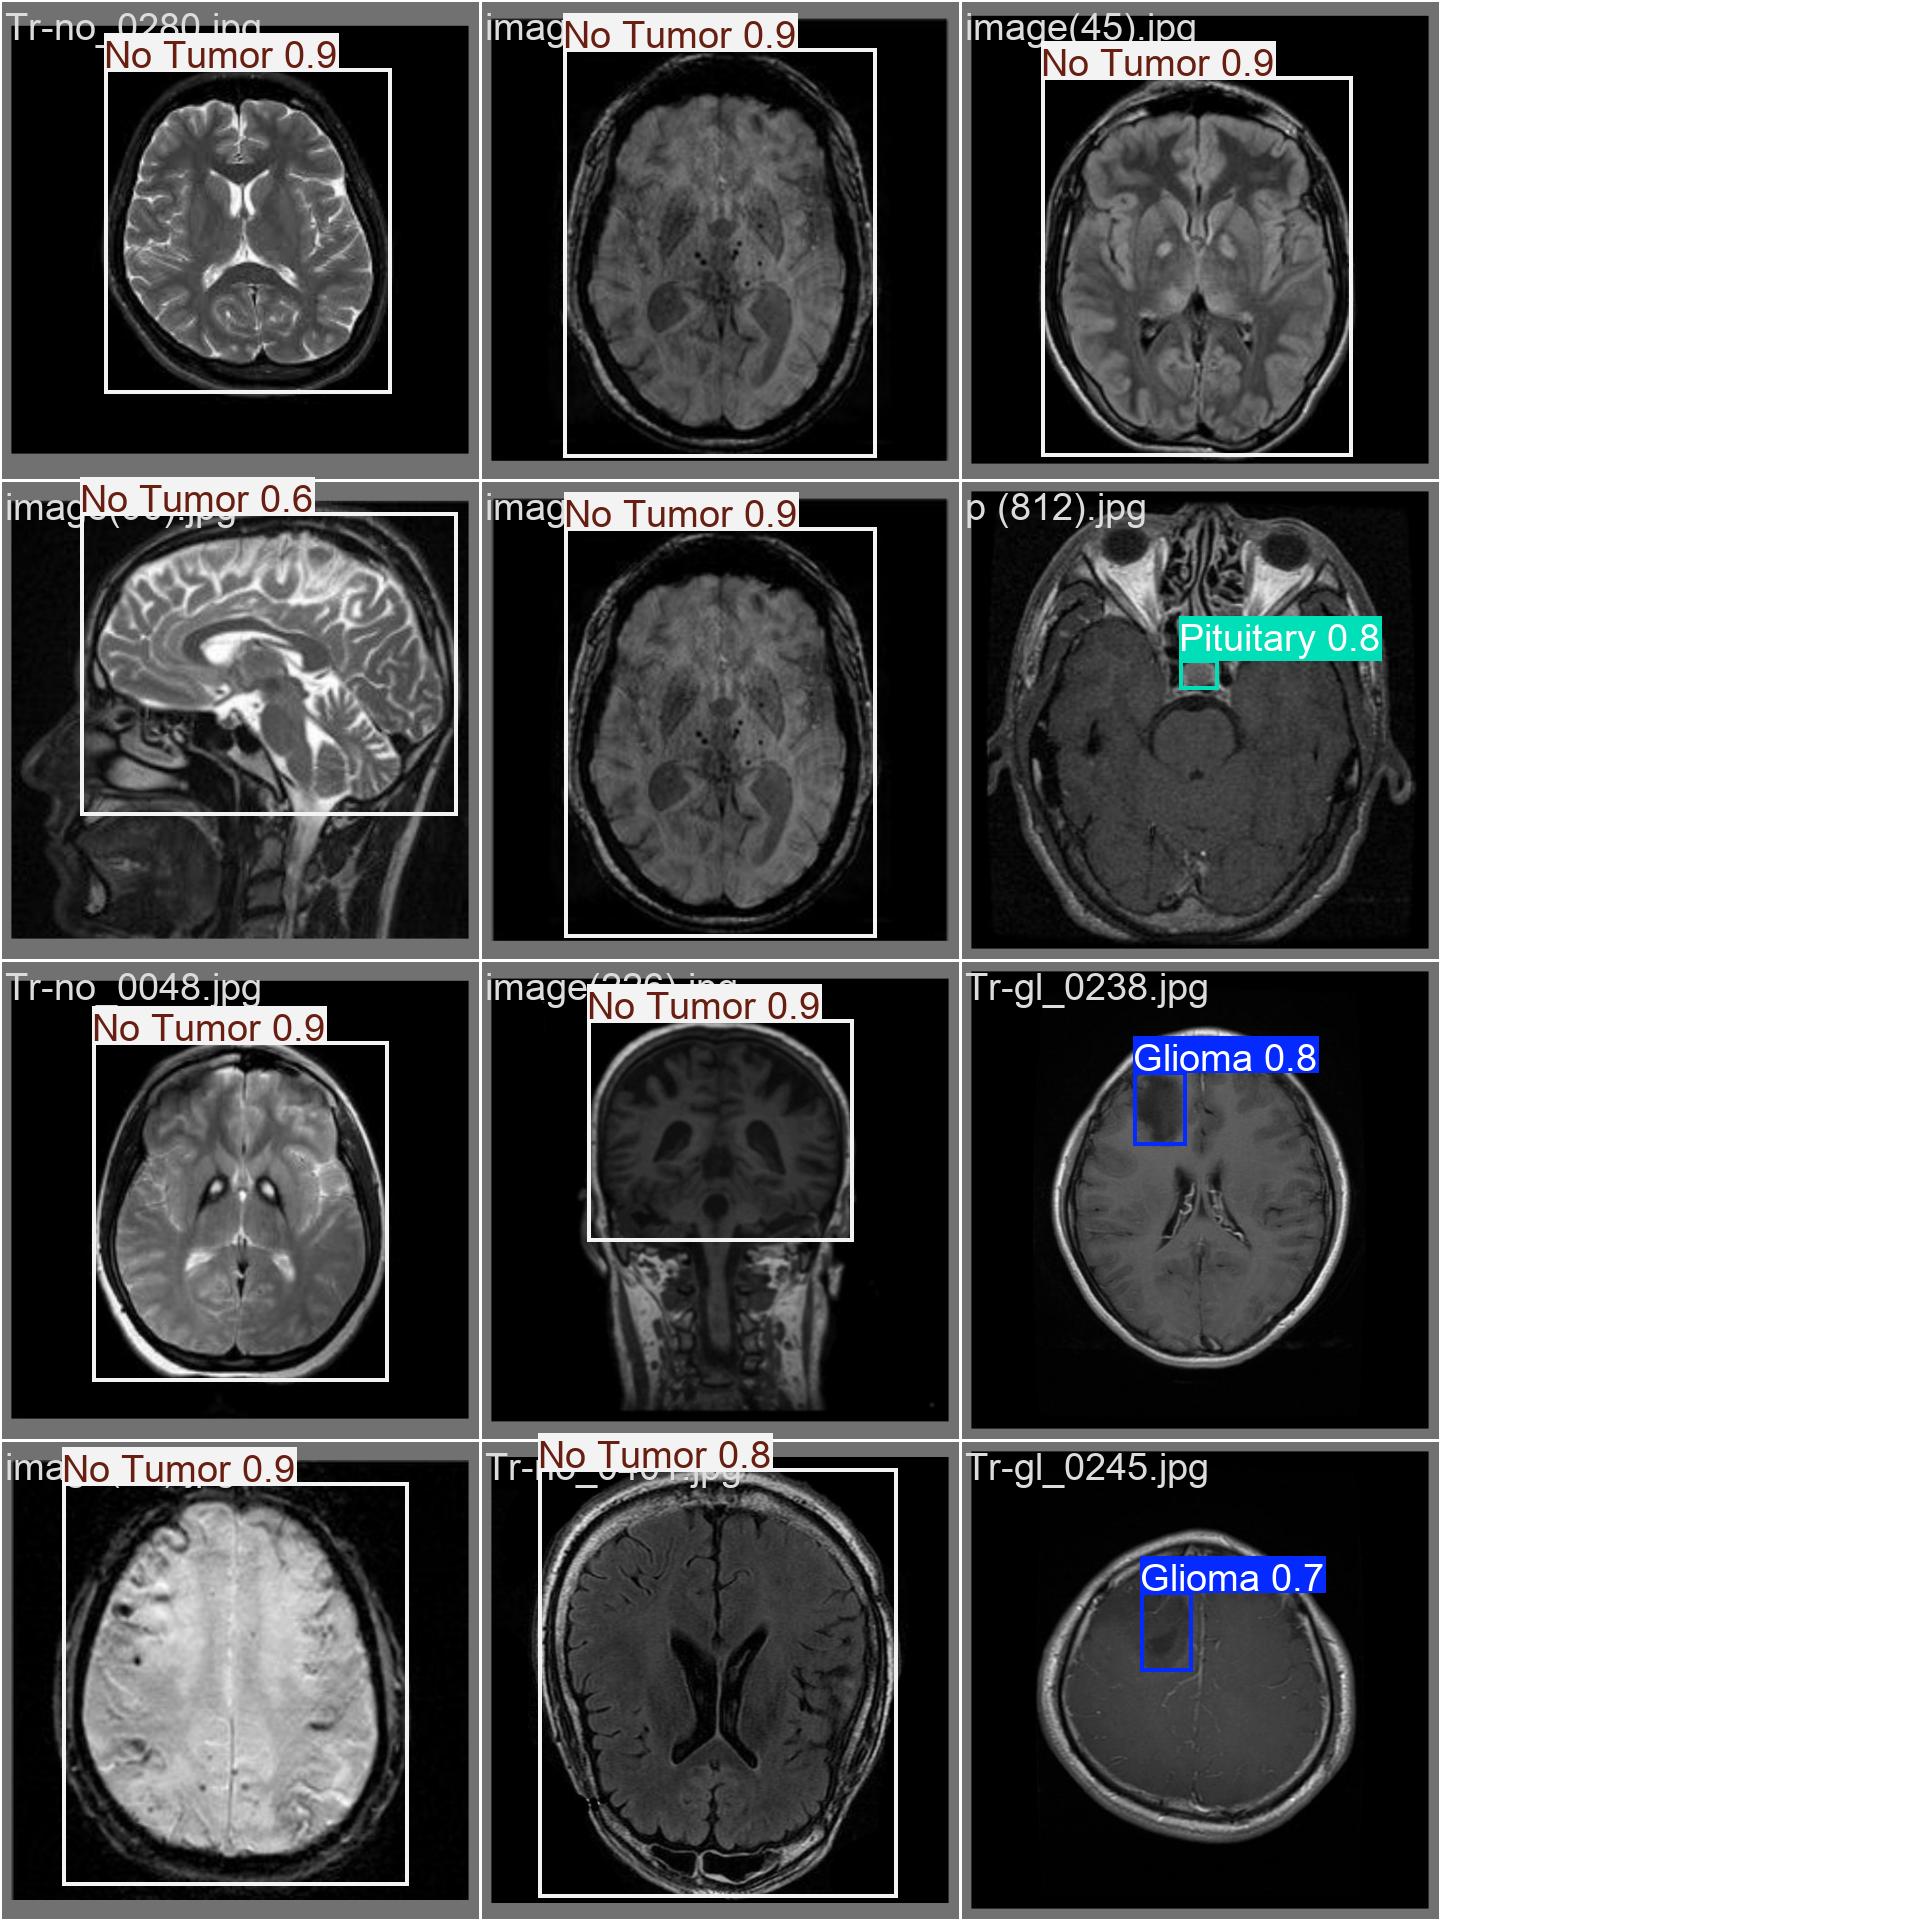 Tr-no_0280.jpg
No Tumor 0.9
No Tumor 0.9
image(45).jpg
No Tumor 0.9
No Tumor 0.6
No Tumor 0.9
p (812).jpg
Pituitary 0.8
Tr-no_0048.jpg
No Tumor 0.9
No Tumor 0.9
Tr-gl_0238.jpg
Glioma 0.8
No Tumor 0.9
No Tumor 0.8
Tr-gl_0245.jpg
Glioma 0.7